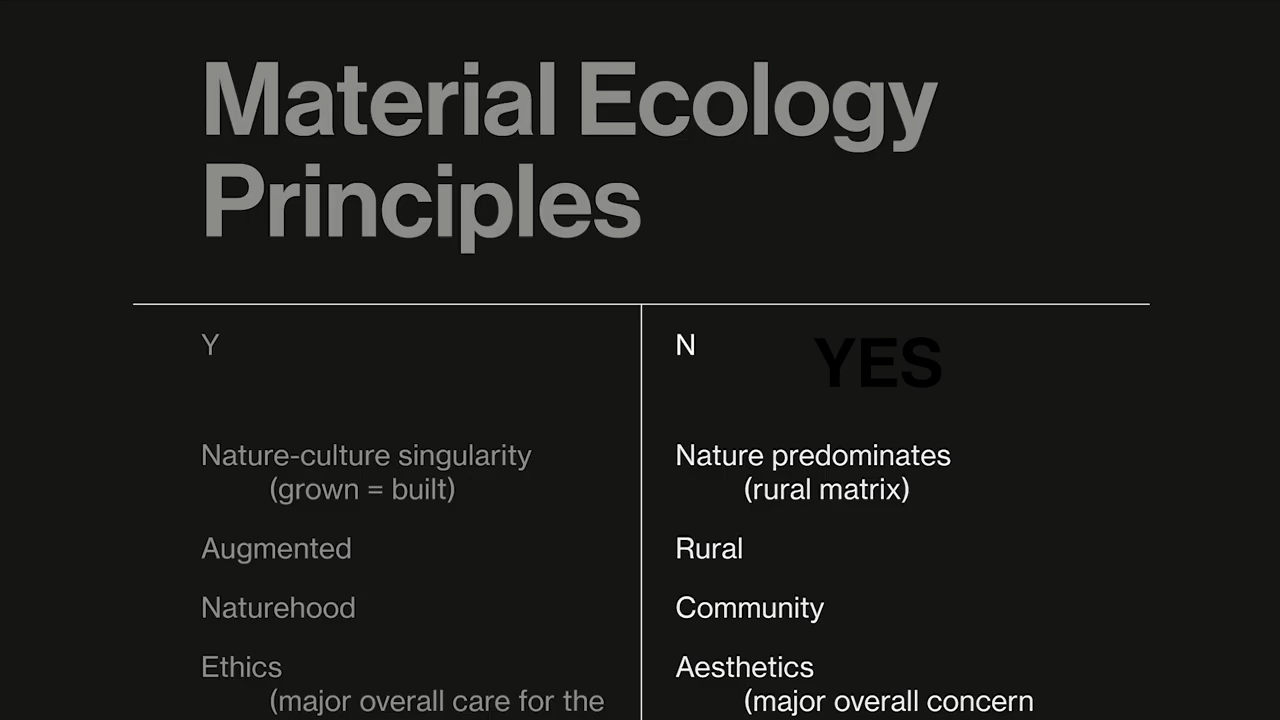 Material Ecology
Principles
Y
N
YES
Nature-culture singularity
(grown = built)
Nature predominates
(rural matrix)
Augmented
Rural
Naturehood
Community
Ethics
(major overall care for the
Aesthetics
(major overall concern